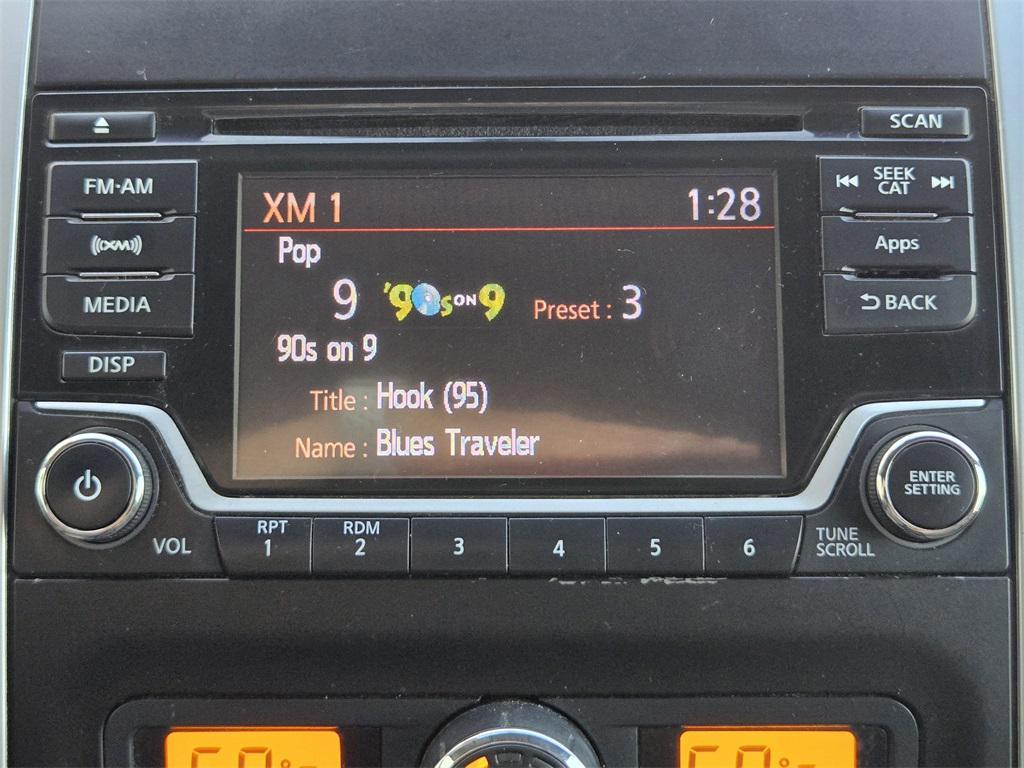 SCAN
FM·AM
SEEK
CAT
XM 1
1:28
Pop
((XM))
Apps
9 '90s ON 9 Preset : 3
MEDIA
BACK
90s on 9
DISP
Title : Hook (95)
Name : Blues Traveler
ENTER
SETTING
VOL
RPT
1
RDM
2
3
4
5
6
TUNE
SCROLL